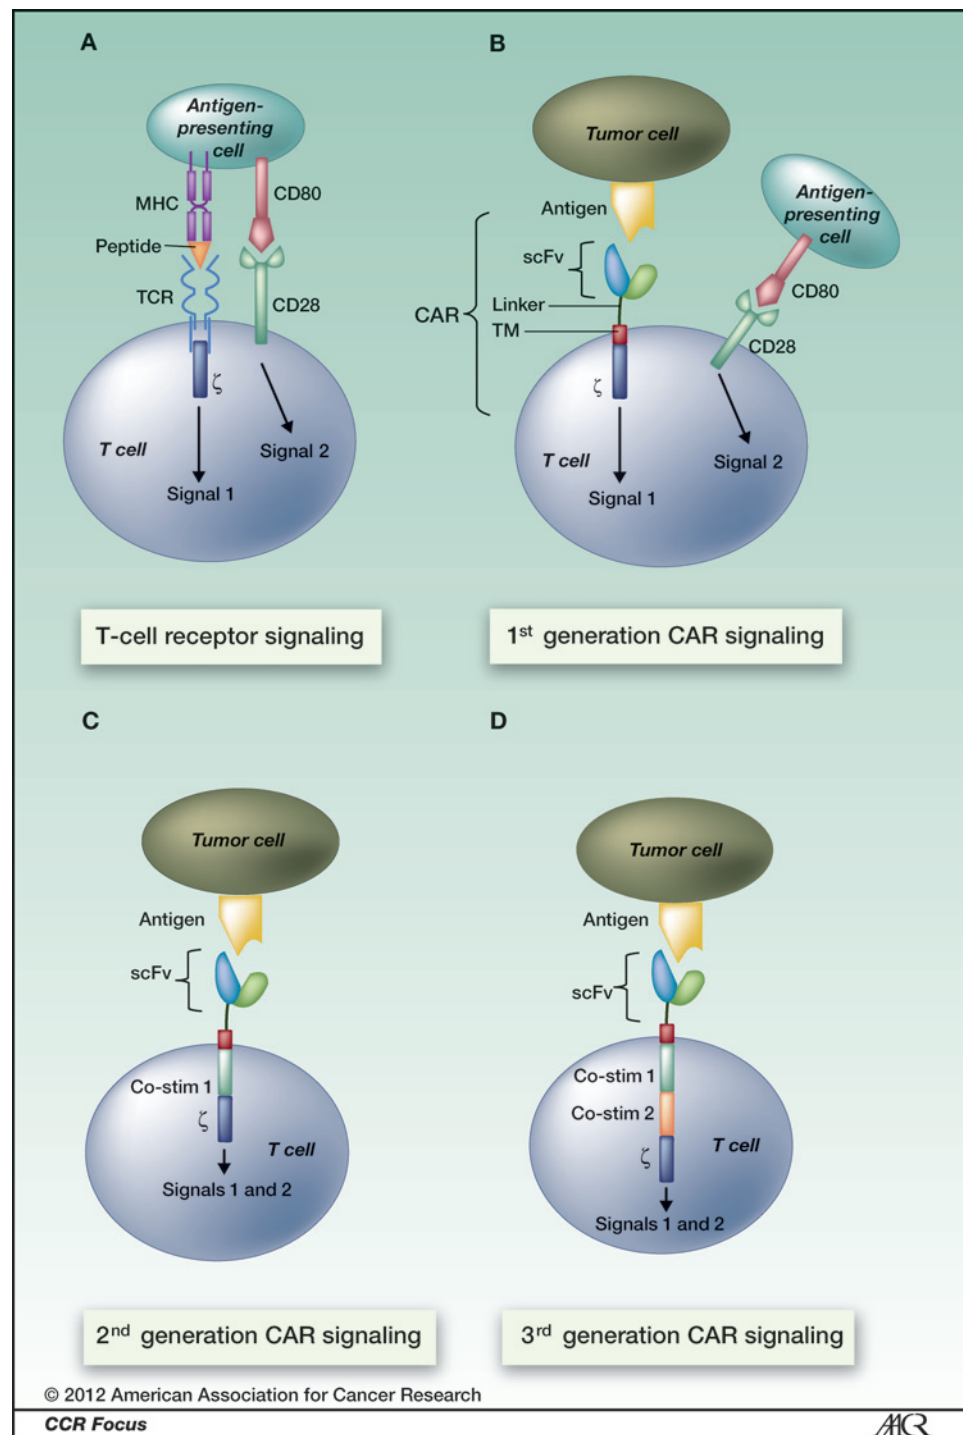 A
Antigen-
presenting
cell
MHC
CD80
Peptide
TCR
CD28
ζ
T cell
Signal 2
Signal 1
T-cell receptor signaling
B
Tumor cell
Antigen
Antigen-
presenting
cell
scFv
CD80
Linker
CAR
TM
CD28
ζ
T cell
Signal 2
Signal 1
1st generation CAR signaling
C
Tumor cell
Antigen
scFv
Co-stim 1
ζ
T cell
Signals 1 and 2
2nd generation CAR signaling
D
Tumor cell
Antigen
scFv
Co-stim 1
Co-stim 2
ζ
T cell
Signals 1 and 2
3rd generation CAR signaling
© 2012 American Association for Cancer Research
CCR Focus
AACR